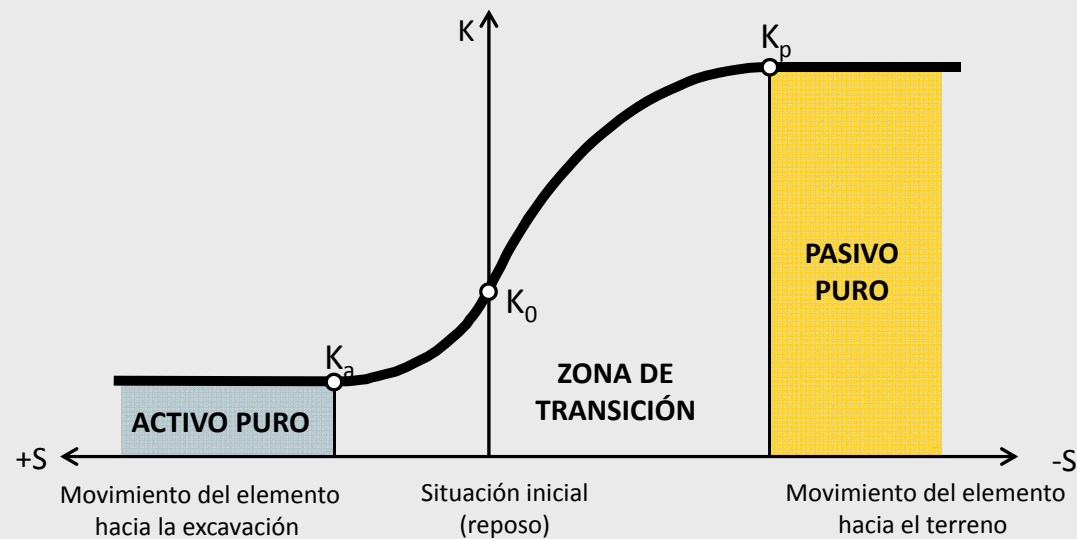 K
Kp
K0
Ka
PASIVO
PURO
ZONA DE
TRANSICIÓN
ACTIVO PURO
+S
-S
Movimiento del elemento
hacia la excavación
Situación inicial
(reposo)
Movimiento del elemento
hacia el terreno